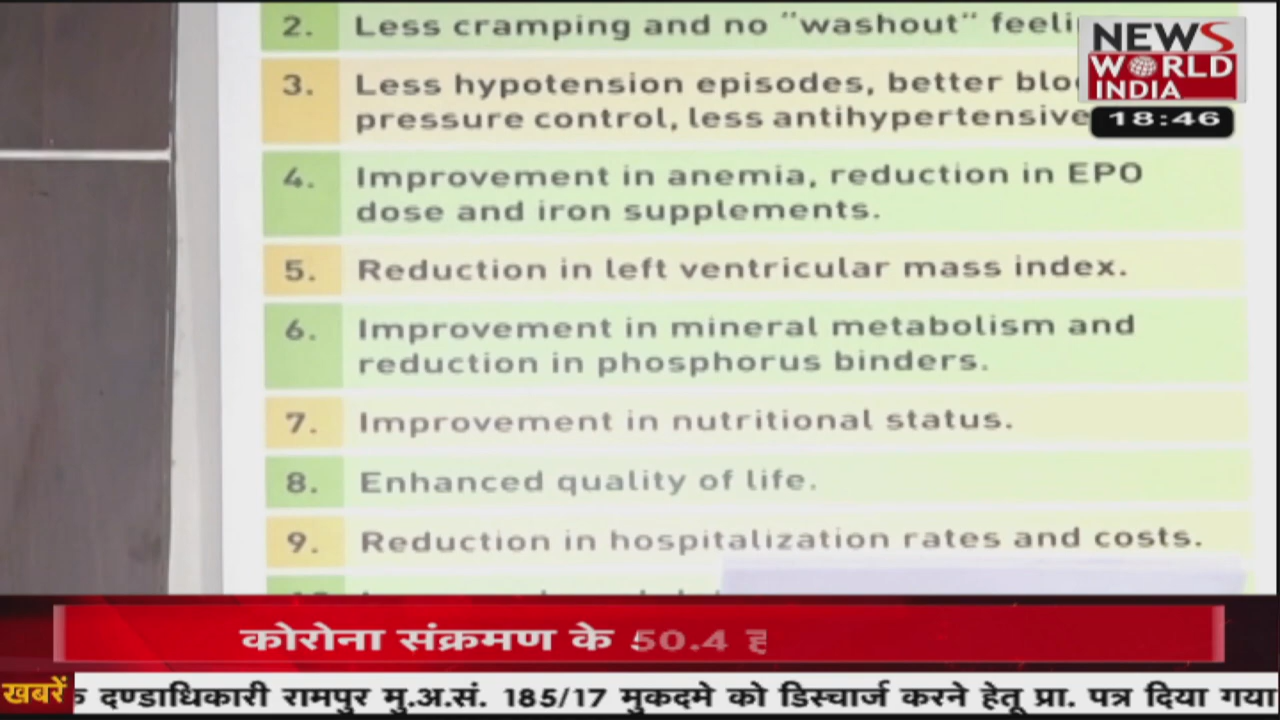 2. Less cramping and no "washout"
NEWS
WORLD
INDIA
18:46
3. Less hypotension episodes, better
pressure control, less antihypertensive
4. Improvement in anemia, reduction in EPO
dose and iron supplements.
5. Reduction in left ventricular mass index.
6. Improvement in mineral metabolism and
reduction in phosphorus binders.
7. Improvement in nutritional status.
8. Enhanced quality of life.
9. Reduction in hospitalization rates and costs.
कोरोना संक्रमण के 50.4
खबरें दण्डाधिकारी रामपुर मु.अ.सं. 185/17 मुकदमे को डिस्चार्ज करने हेतू प्रा. पत्र दिया गया